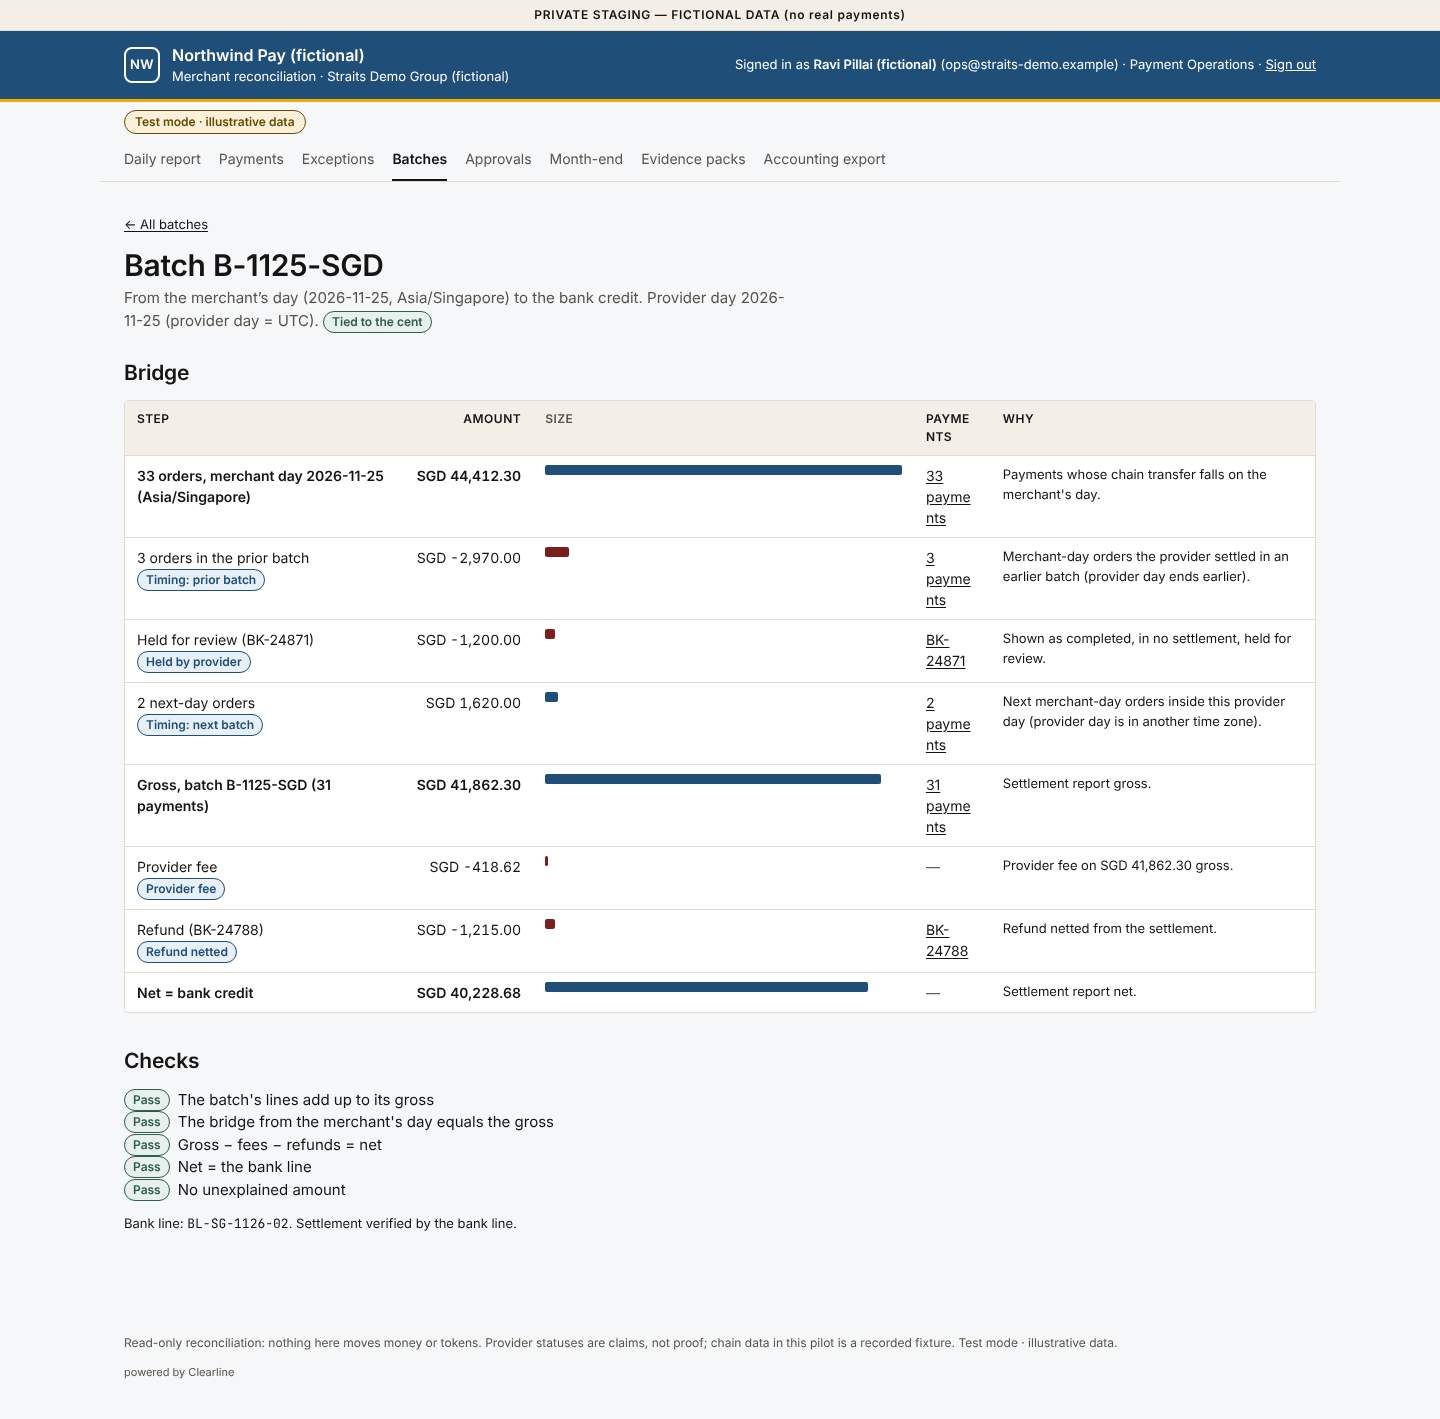 PRIVATE STAGING — FICTIONAL DATA (no real payments)
NW
Northwind Pay (fictional)
Merchant reconciliation · Straits Demo Group (fictional)
Signed in as Ravi Pillai (fictional) (ops@straits-demo.example) · Payment Operations · Sign out
Test mode · illustrative data
Daily report Payments Exceptions Batches Approvals Month-end Evidence packs Accounting export
← All batches
Batch B-1125-SGD
From the merchant's day (2026-11-25, Asia/Singapore) to the bank credit. Provider day 2026-
11-25 (provider day = UTC). Tied to the cent
Bridge
STEP AMOUNT SIZE PAYME
NTS WHY
33 orders, merchant day 2026-11-25
(Asia/Singapore)
SGD 44,412.30
33
payme
nts
Payments whose chain transfer falls on the
merchant's day.
3 orders in the prior batch
Timing: prior batch
SGD -2,970.00
3
payme
nts
Merchant-day orders the provider settled in an
earlier batch (provider day ends earlier).
Held for review (BK-24871)
Held by provider
SGD -1,200.00
BK-
24871
Shown as completed, in no settlement, held for
review.
2 next-day orders
Timing: next batch
SGD 1,620.00
2
payme
nts
Next merchant-day orders inside this provider
day (provider day is in another time zone).
Gross, batch B-1125-SGD (31
payments)
SGD 41,862.30
31
payme
nts
Settlement report gross.
Provider fee
Provider fee
SGD -418.62
—
Provider fee on SGD 41,862.30 gross.
Refund (BK-24788)
Refund netted
SGD -1,215.00
BK-
24788
Refund netted from the settlement.
Net = bank credit
SGD 40,228.68
—
Settlement report net.
Checks
Pass The batch's lines add up to its gross
Pass The bridge from the merchant's day equals the gross
Pass Gross − fees − refunds = net
Pass Net = the bank line
Pass No unexplained amount
Bank line: BL-SG-1126-02. Settlement verified by the bank line.
Read-only reconciliation: nothing here moves money or tokens. Provider statuses are claims, not proof; chain data in this pilot is a recorded fixture. Test mode · illustrative data.
powered by Clearline